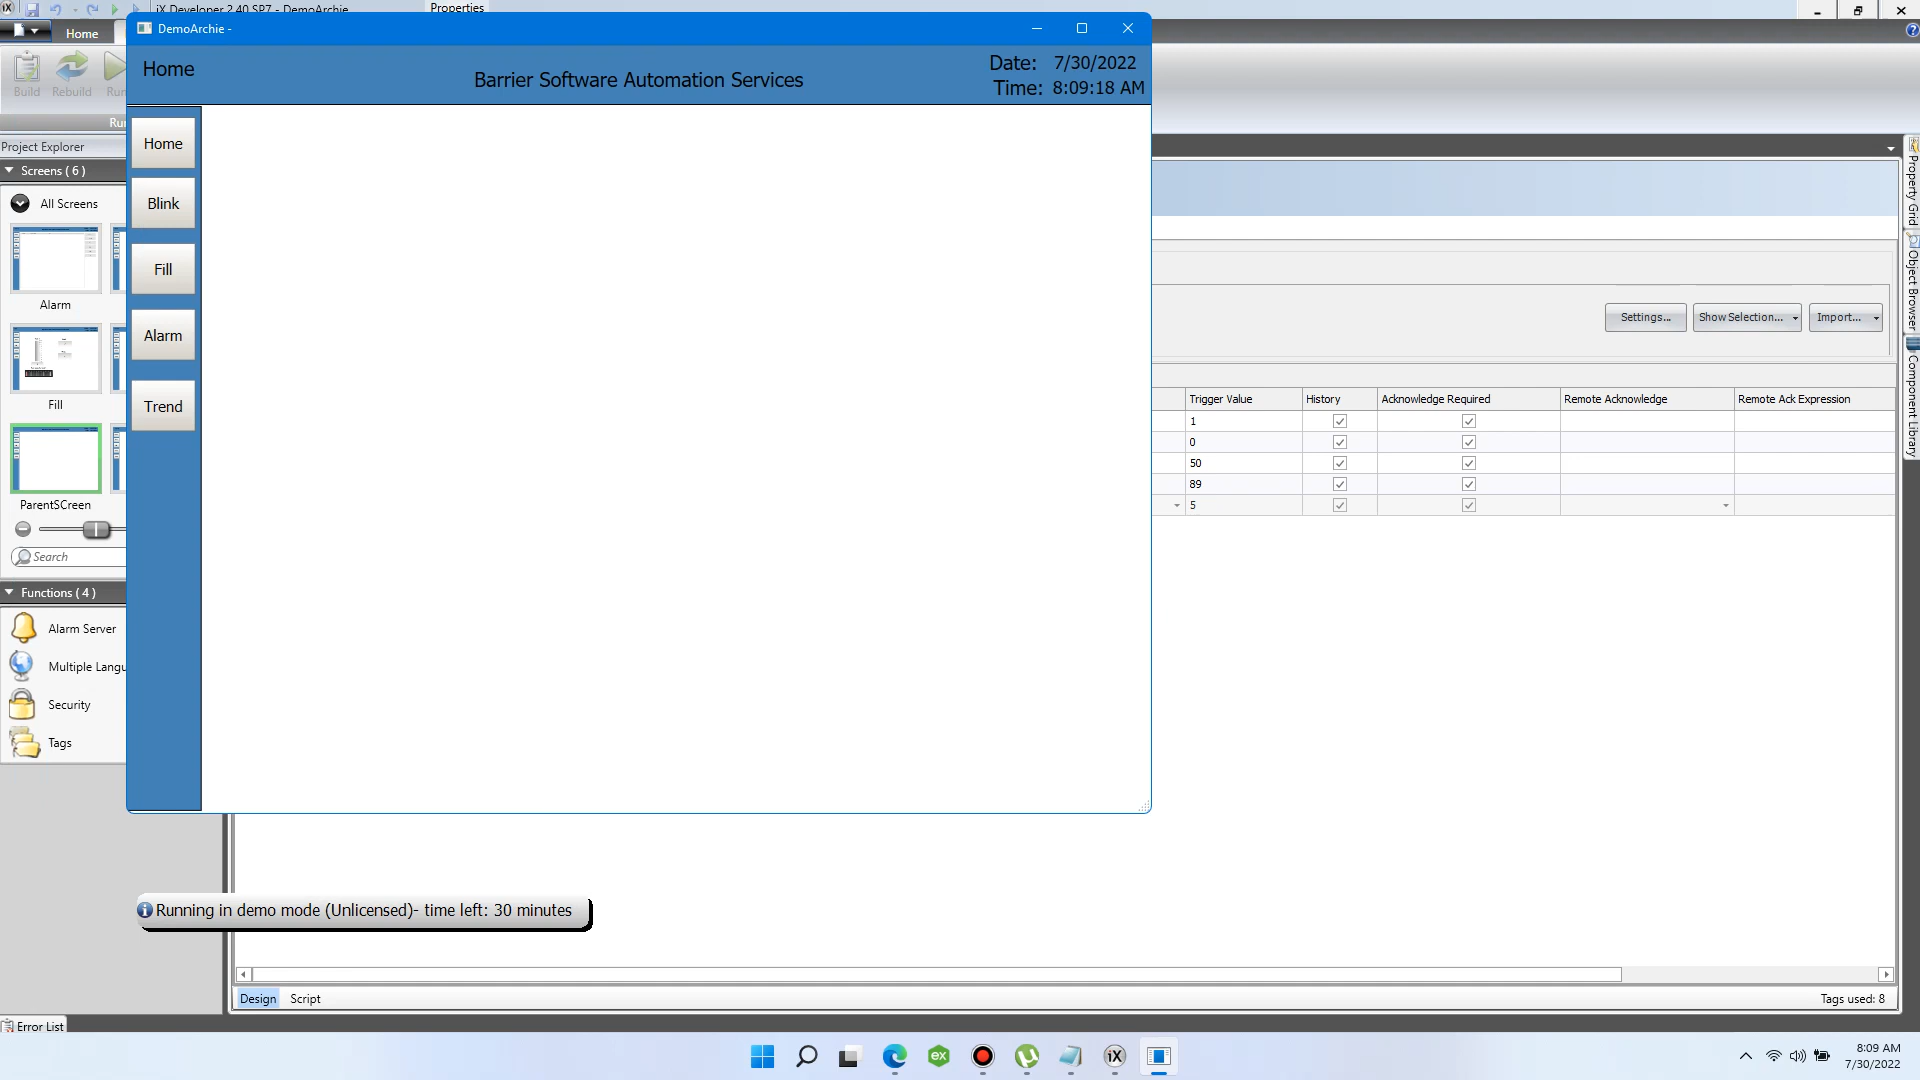 iX Developer 2.40 SP7 - DemoArchie
Properties
Home
DemoArchie -
Home
Barrier Software Automation Services
Date: 7/30/2022
Time: 8:09:18 AM
Build
Rebuild
Run
Run
Project Explorer
Screens ( 6 )
All Screens
Alarm
Fill
ParentSCreen
Search
Functions ( 4 )
Alarm Server
Multiple Langu
Security
Tags
Home
Blink
Fill
Alarm
Trend
Settings...
Show Selection...
Import...
Trigger Value History Acknowledge Required Remote Acknowledge Remote Ack Expression
1
0
50
89
5
Property Grid
Object Browser
Component Library
Running in demo mode (Unlicensed)- time left: 30 minutes
Design Script
Tags used: 8
Error List
ex
iX
8:09 AM
7/30/2022